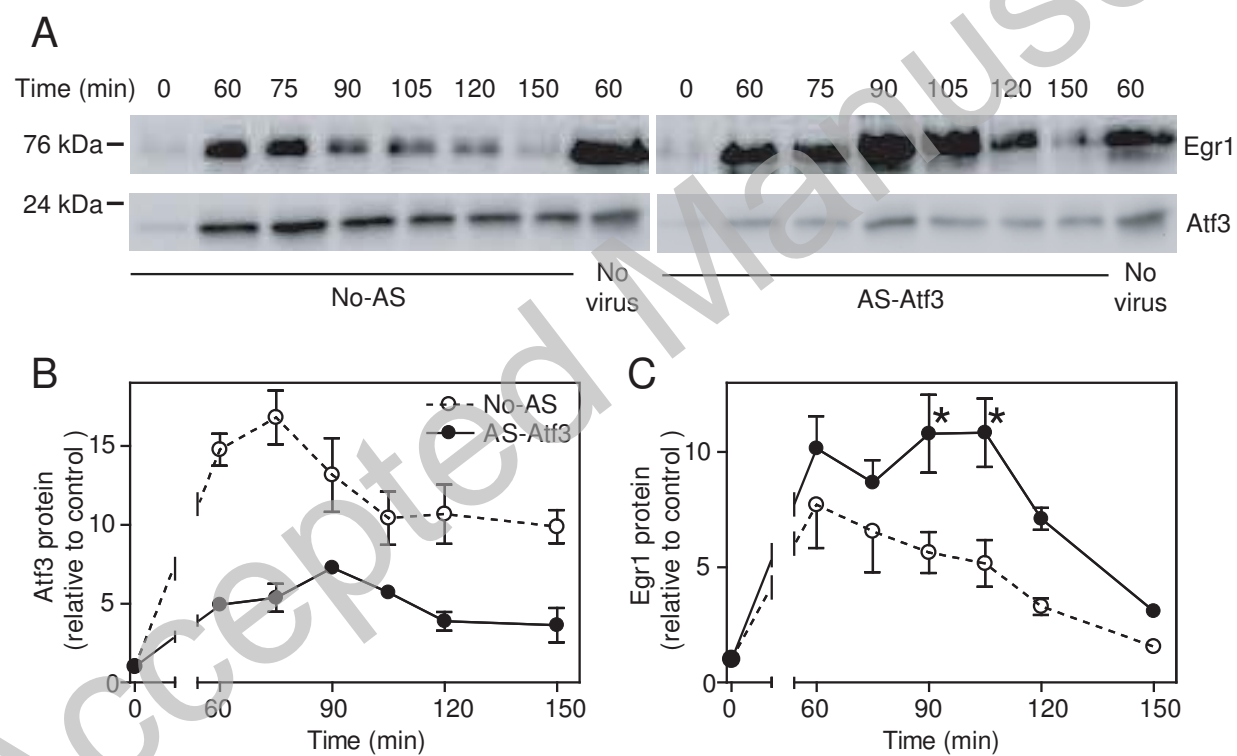 A
Time (min) 0 60 75 90 105 120 150 60 0 60 75 90 105 120 150 60
76 kDa Egr1
24 kDa Atf3
No-AS No virus AS-Atf3 No virus
B
No-AS
AS-Atf3
15
10
5
0
Atf3 protein
(relative to control)
0 60 90 120 150
Time (min)
C
* *
10
5
0
Egr1 protein
(relative to control)
0 60 90 120 150
Time (min)
Accepted Manus